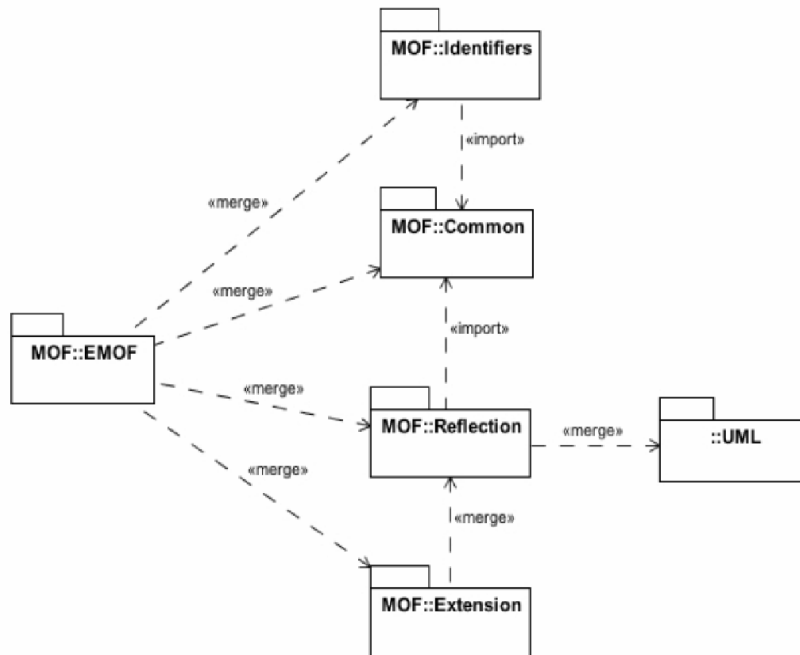 MOF::Identifiers
«import»
«merge»
MOF::Common
«merge»
«import»
MOF::EMOF
«merge»
MOF::Reflection
«merge»
::UML
«merge»
«merge»
MOF::Extension